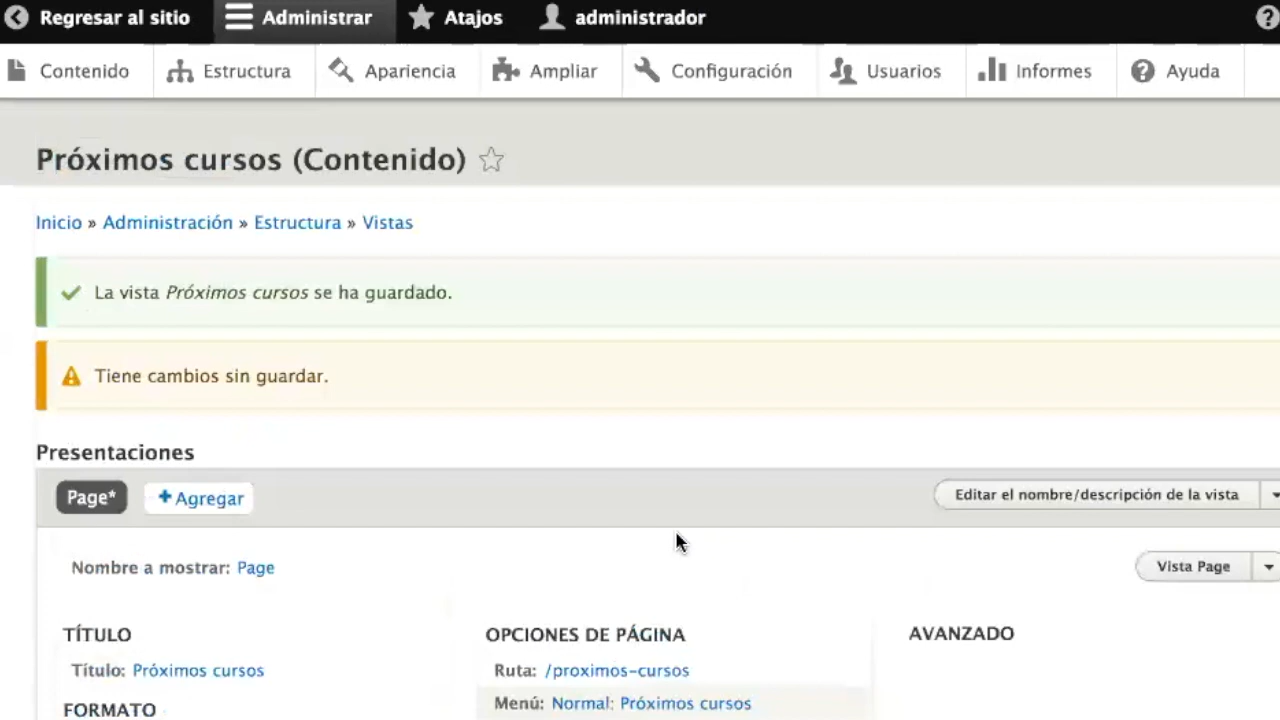 Regresar al sitio Administrar Atajos administrador
Contenido Estructura Apariencia Ampliar Configuración Usuarios Informes Ayuda
Próximos cursos (Contenido)
Inicio » Administración » Estructura » Vistas
La vista Próximos cursos se ha guardado.
Tiene cambios sin guardar.
Presentaciones
Page* +Agregar Editar el nombre/descripción de la vista
Nombre a mostrar: Page Vista Page
TÍTULO OPCIONES DE PÁGINA AVANZADO
Título: Próximos cursos Ruta: /proximos-cursos
FORMATO Menú: Normal: Próximos cursos